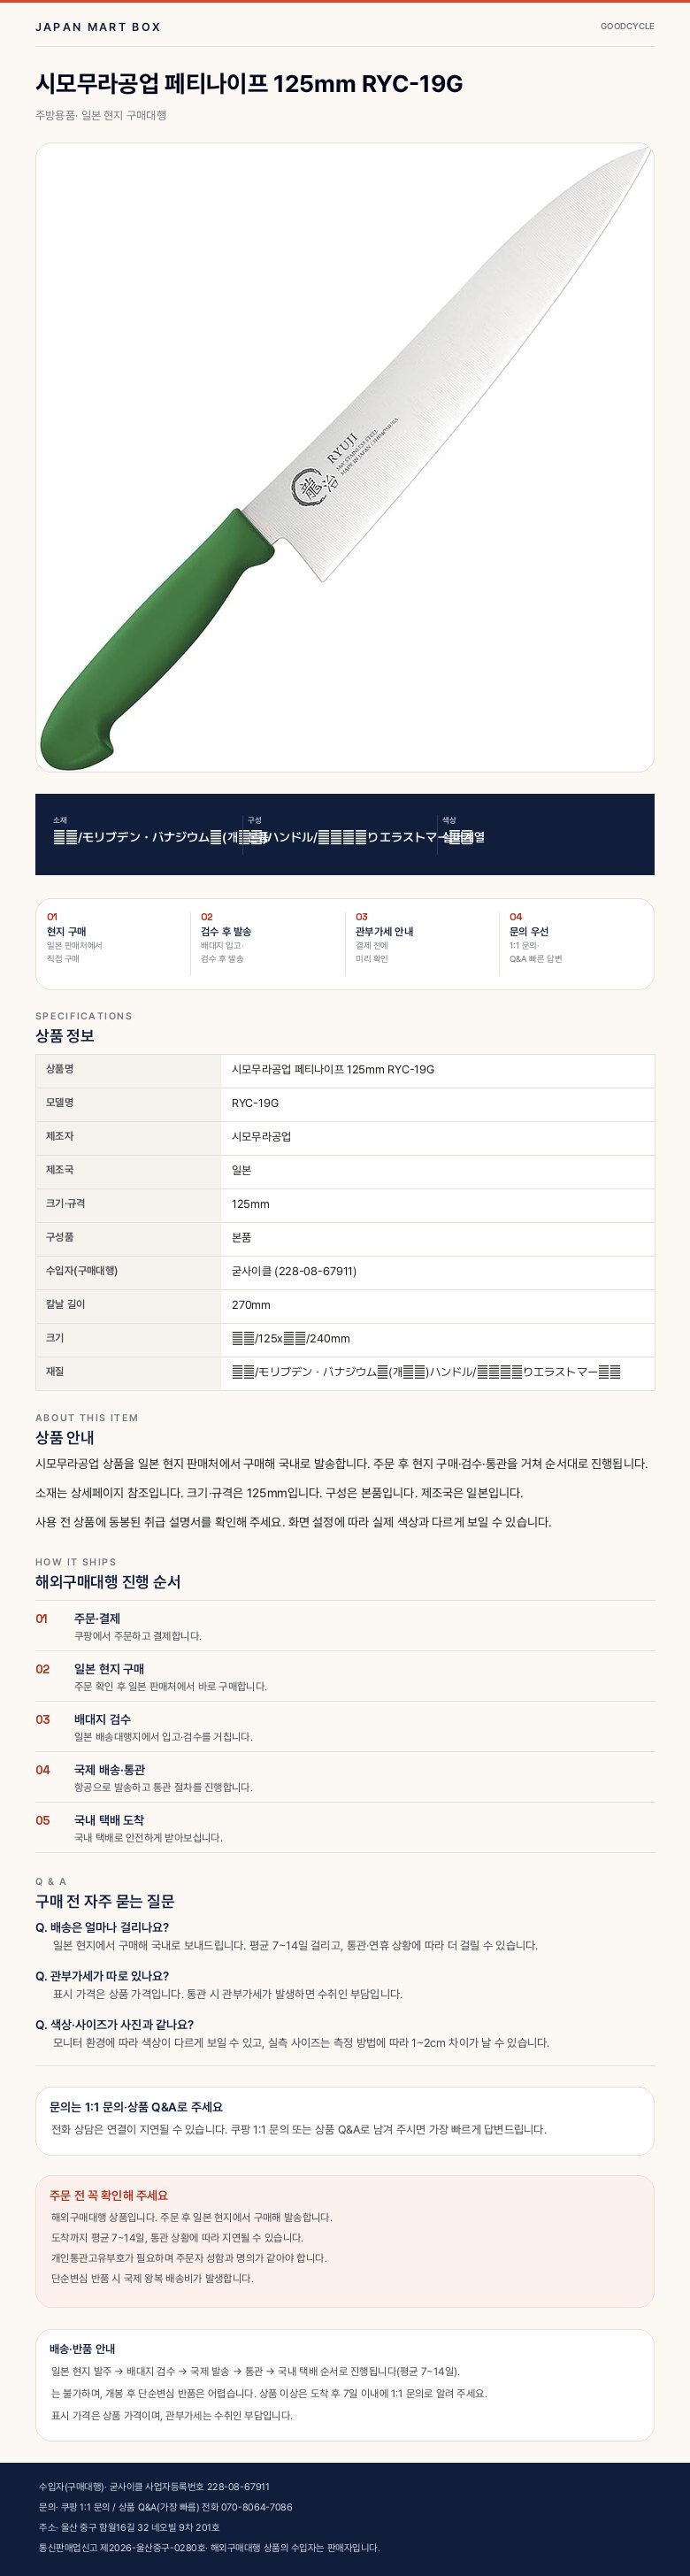 JAPAN MART BOX
GOODCYCLE
시모무라공업 페티나이프 125mm RYC-19G
주방용품· 일본 현지 구매대행
龍治
RYUJI
MADE IN JAPAN / SHIMOMURA
소재
/モリブデン・バナジウム
구성
ハンドル/ りエラストマー
색상
01
현지 구매
일본 판매처에서
직접 구매
02
검수 후 발송
배대지 입고·
검수 후 발송
03
관부가세 안내
결제 전에
미리 확인
04
문의 우선
1:1 문의·
Q&A 빠른 답변
SPECIFICATIONS
상품 정보
상품명 시모무라공업 페티나이프 125mm RYC-19G
모델명 RYC-19G
제조자 시모무라공업
제조국 일본
크기·규격 125mm
구성품 본품
수입자(구매대행) 굳사이클 (228-08-67911)
칼날 길이 270mm
크기 /125x /240mm
재질 /モリブデン・バナジウム (개 )ハンドル/ りエラストマー
ABOUT THIS ITEM
상품 안내
시모무라공업 상품을 일본 현지 판매처에서 구매해 국내로 발송합니다. 주문 후 현지 구매·검수·통관을 거쳐 순서대로 진행됩니다.
소재는 상세페이지 참조입니다. 크기·규격은 125mm입니다. 구성은 본품입니다. 제조국은 일본입니다.
사용 전 상품에 동봉된 취급 설명서를 확인해 주세요. 화면 설정에 따라 실제 색상과 다르게 보일 수 있습니다.
HOW IT SHIPS
해외구매대행 진행 순서
01 주문·결제
쿠팡에서 주문하고 결제합니다.
02 일본 현지 구매
주문 확인 후 일본 판매처에서 바로 구매합니다.
03 배대지 검수
일본 배송대행지에서 입고·검수를 거칩니다.
04 국제 배송·통관
항공으로 발송하고 통관 절차를 진행합니다.
05 국내 택배 도착
국내 택배로 안전하게 받아보십니다.
Q & A
구매 전 자주 묻는 질문
Q. 배송은 얼마나 걸리나요?
일본 현지에서 구매해 국내로 보내드립니다. 평균 7~14일 걸리고, 통관·연휴 상황에 따라 더 걸릴 수 있습니다.
Q. 관부가세가 따로 있나요?
표시 가격은 상품 가격입니다. 통관 시 관부가세가 발생하면 수취인 부담입니다.
Q. 색상·사이즈가 사진과 같나요?
모니터 환경에 따라 색상이 다르게 보일 수 있고, 실측 사이즈는 측정 방법에 따라 1~2cm 차이가 날 수 있습니다.
문의는 1:1 문의·상품 Q&A로 주세요
전화 상담은 연결이 지연될 수 있습니다. 쿠팡 1:1 문의 또는 상품 Q&A로 남겨 주시면 가장 빠르게 답변드립니다.
주문 전 꼭 확인해 주세요
해외구매대행 상품입니다. 주문 후 일본 현지에서 구매해 발송합니다.
도착까지 평균 7~14일, 통관 상황에 따라 지연될 수 있습니다.
개인통관고유부호가 필요하며 주문자 성함과 명의가 같아야 합니다.
단순변심 반품 시 국제 왕복 배송비가 발생합니다.
배송·반품 안내
일본 현지 발주 → 배대지 검수 → 국제 발송 → 통관 → 국내 택배 순서로 진행됩니다(평균 7~14일).
는 불가하며, 개봉 후 단순변심 반품은 어렵습니다. 상품 이상은 도착 후 7일 이내에 1:1 문의로 알려 주세요.
표시 가격은 상품 가격이며, 관부가세는 수취인 부담입니다.
수입자(구매대행)· 굳사이클 사업자등록번호 228-08-67911
문의· 쿠팡 1:1 문의 / 상품 Q&A(가장 빠름) 전화 070-8064-7086
주소· 울산 중구 함월16길 32 네오빌 9차 201호
통신판매업신고 제2026-울산중구-0280호· 해외구매대행 상품의 수입자는 판매자입니다.